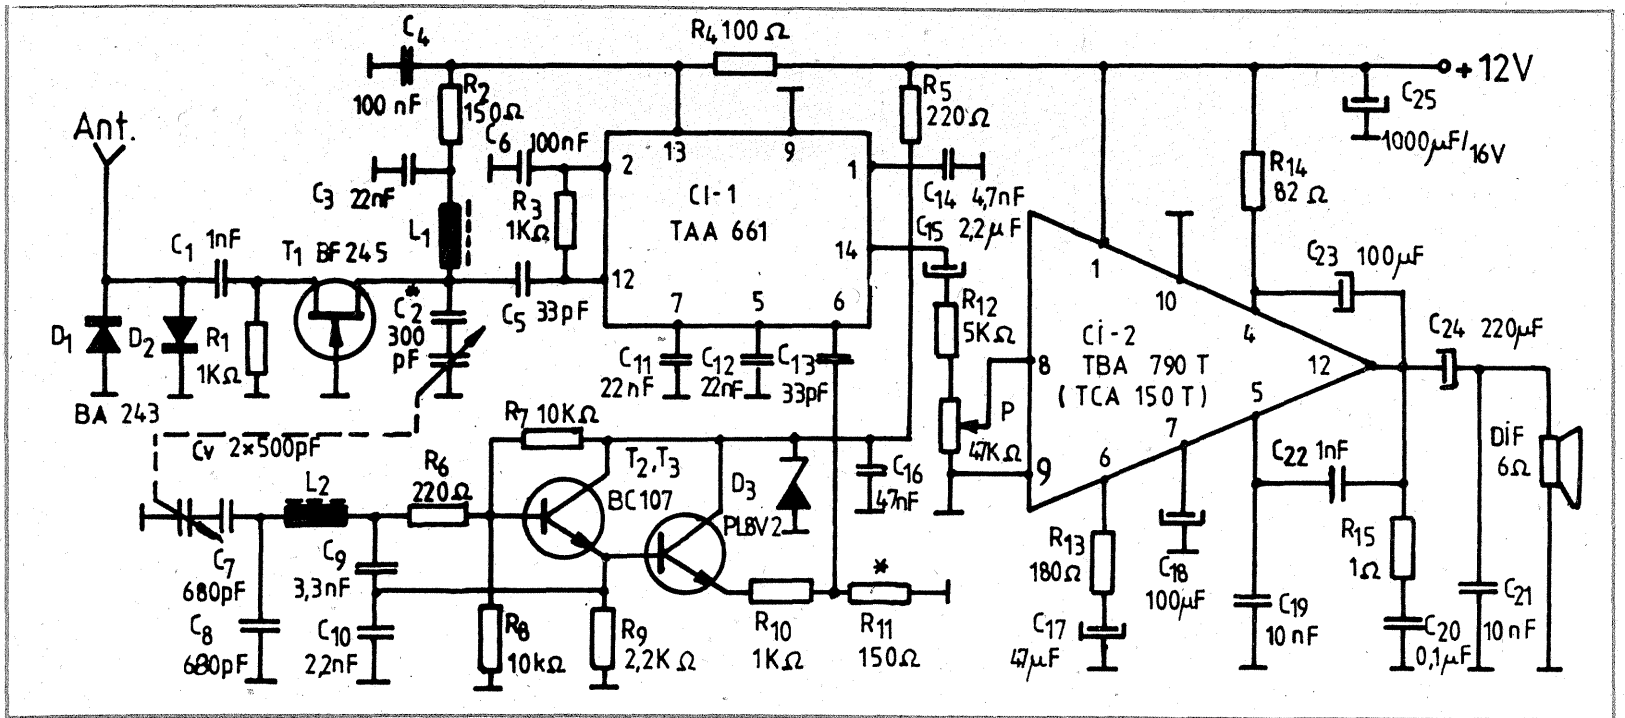 C4
100 nF
R4 100 Ω
+ 12V
R2
150Ω
R5
220Ω
C25
1000µF/16V
Ant.
C6
100nF
2
13
9
1
C3 22nF
C14 4,7nF
R14
82 Ω
CI-1
TAA 661
R3
1KΩ
L1
C15 2,2µF
14
C1 1nF
T1 BF 245
C23 100µF
1
10
12
C2 *
300
pF
C5 33pF
7
5
6
R12
5KΩ
4
C24 220µF
D1
D2
R1
1KΩ
CI-2
TBA 790 T
(TCA 150 T)
8
12
C11
22nF
C12
22nF
C13
33pF
BA 243
P
47KΩ
5
7
R7 10KΩ
Cv 2×500pF
DIF
6Ω
6
9
C22 1nF
R6
220Ω
T2,T3
BC107
D3
PL8V2
C16
47nF
L2
R15
1Ω
R13
180Ω
C18
100µF
C7
680pF
C9
3,3nF
*
C8
680pF
C10
2,2nF
R8
10kΩ
R9
2,2KΩ
R10
1KΩ
R11
150Ω
C17
47µF
C19
10nF
C20
0,1µF
C21
10nF